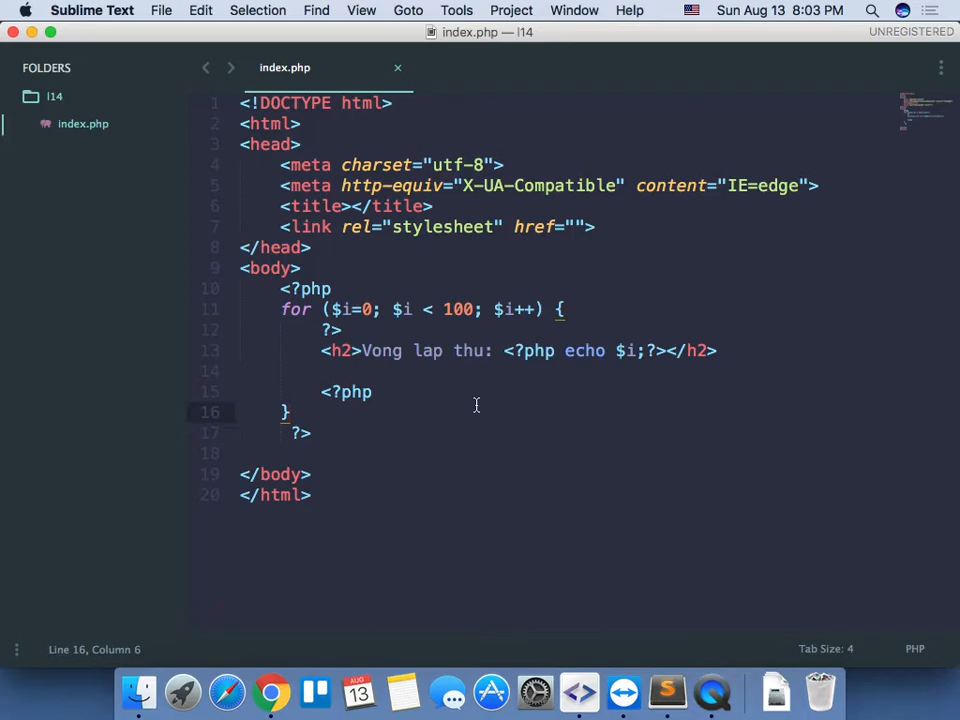 Sublime Text File Edit Selection Find View Goto Tools Project Window Help Sun Aug 13 8:03 PM
index.php — l14 UNREGISTERED
FOLDERS
l14
index.php
index.php ×
1 <!DOCTYPE html>
2 <html>
3 <head>
4 <meta charset="utf-8">
5 <meta http-equiv="X-UA-Compatible" content="IE=edge">
6 <title></title>
7 <link rel="stylesheet" href="">
8 </head>
9 <body>
10 <?php
11 for ($i=0; $i < 100; $i++) {
12 ?>
13 <h2>Vong lap thu: <?php echo $i;?></h2>
14
15 <?php
16 }
17 ?>
18
19 </body>
20 </html>
Line 16, Column 6 Tab Size: 4 PHP
AUG
13